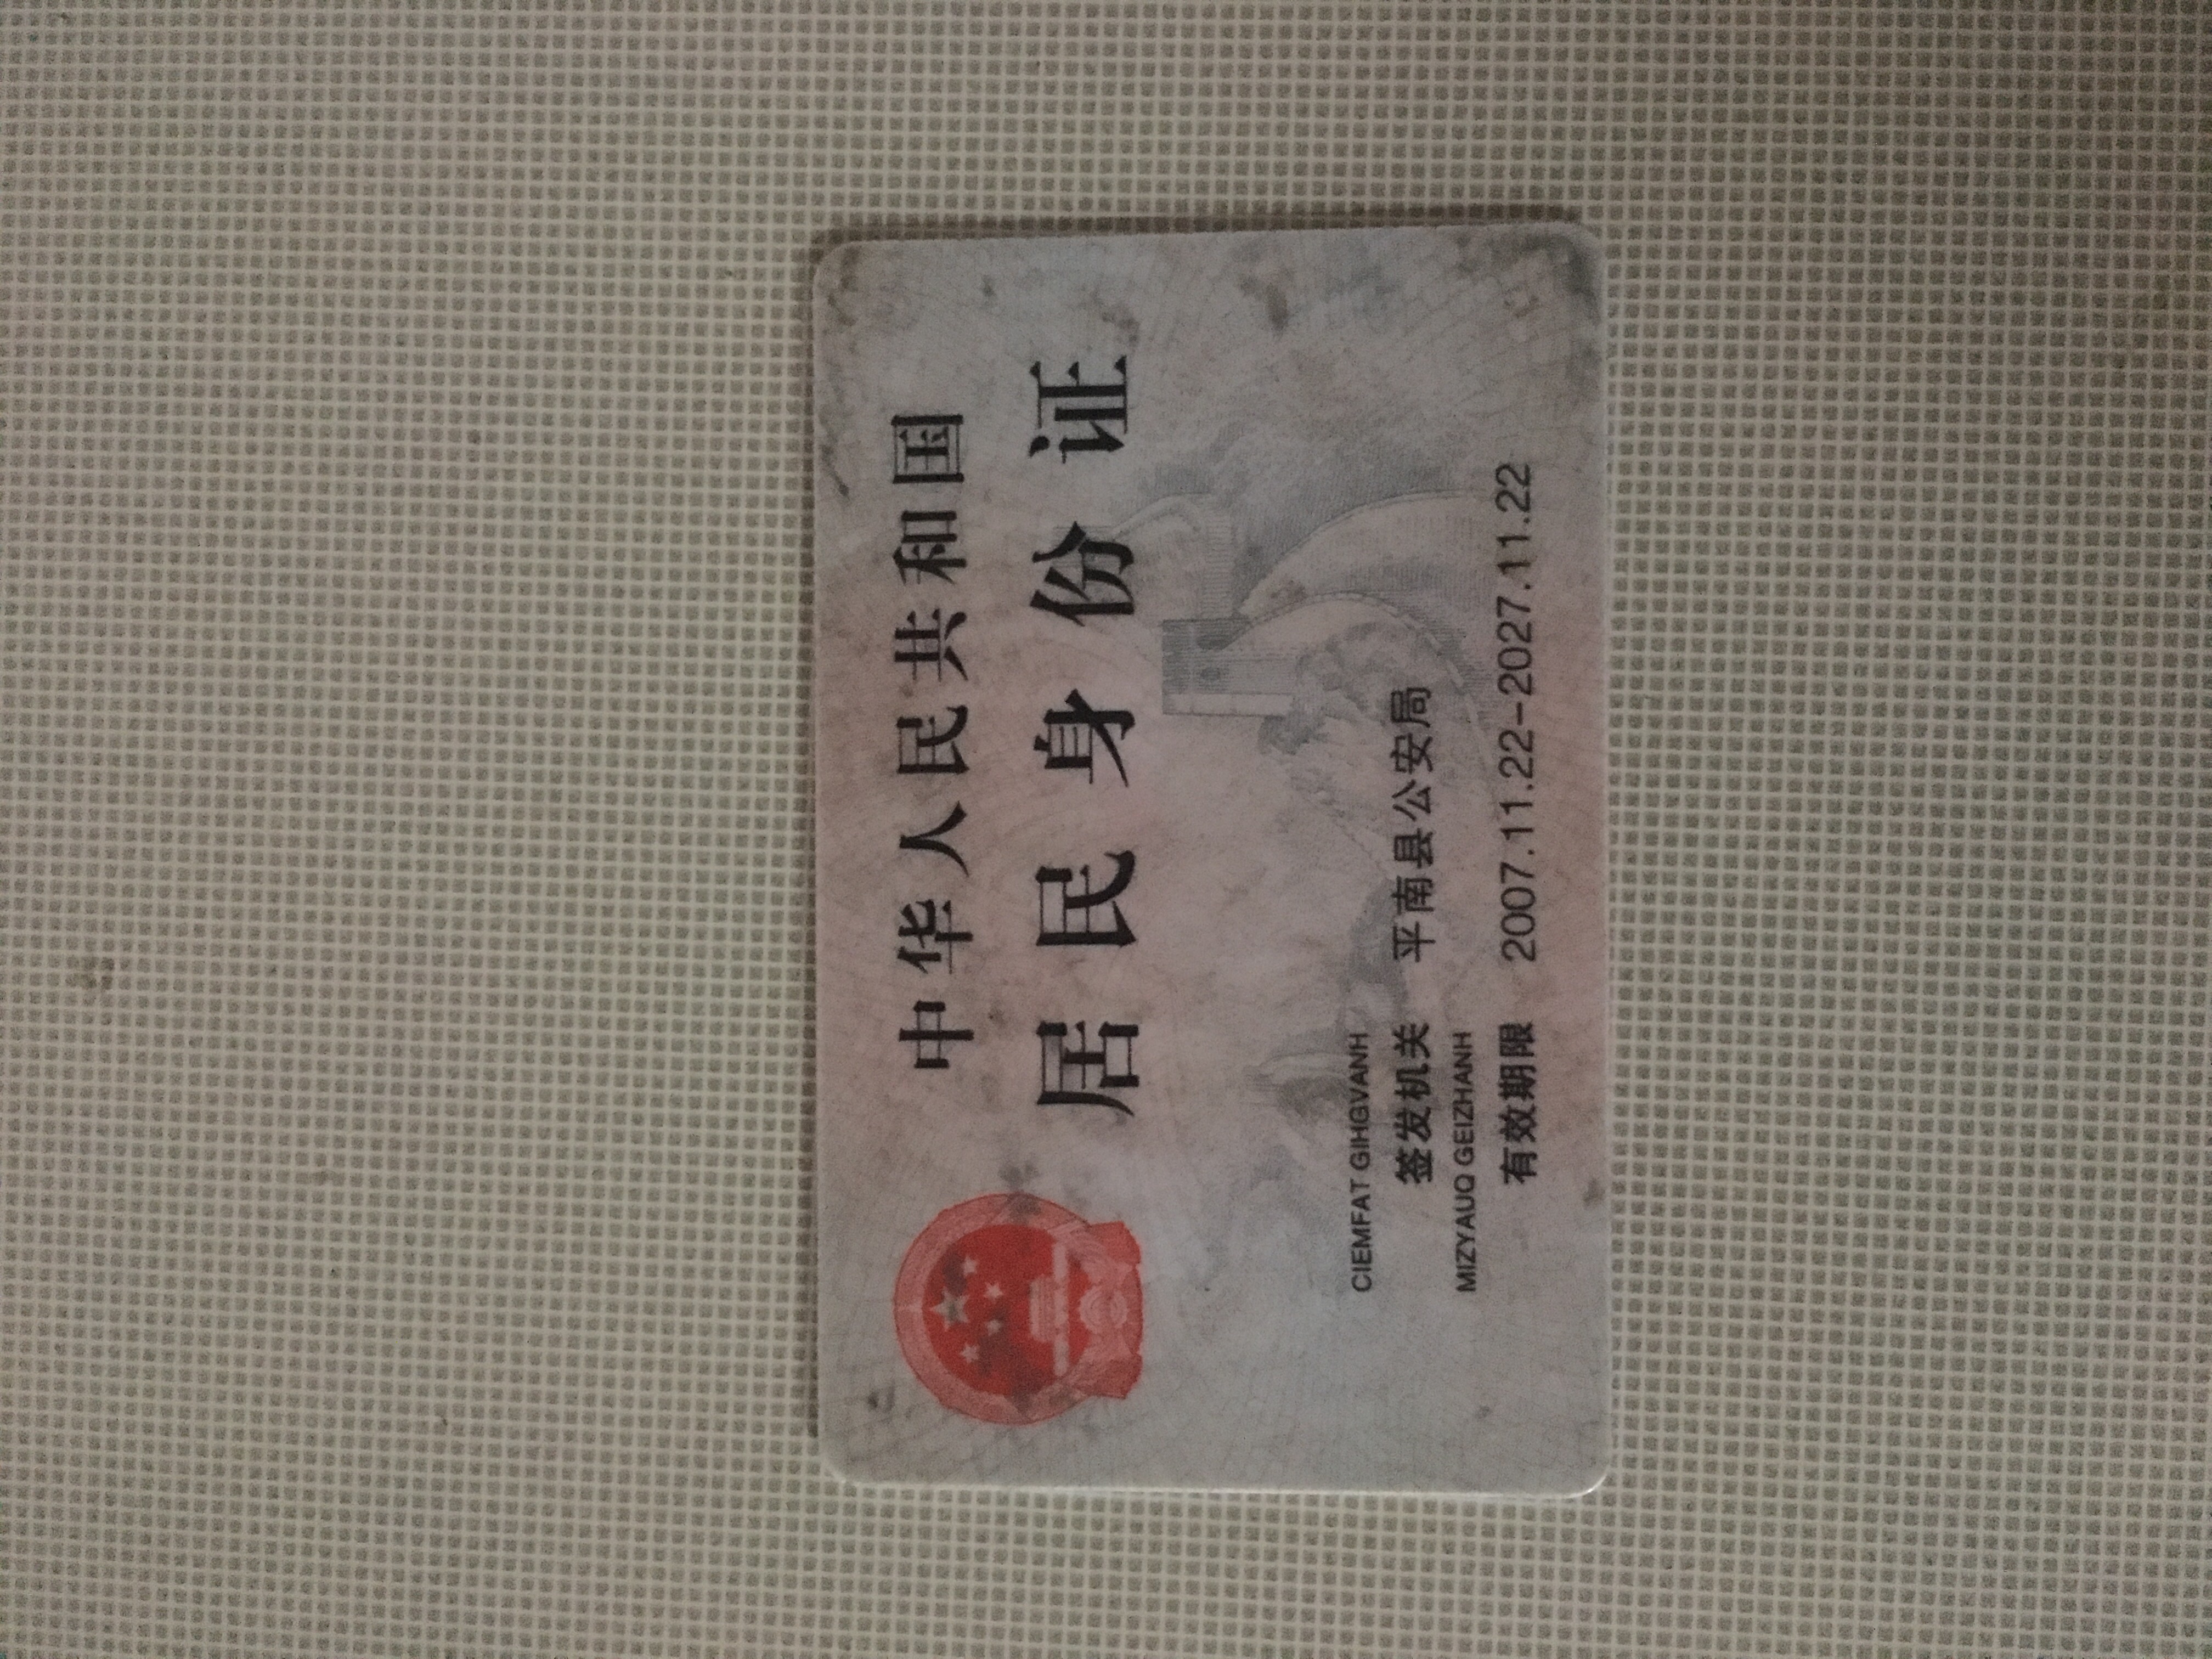 中华人民共和国
居民身份证
CIEMFAT GIHGVANH
签发机关 平南县公安局
MIZYAUQ GEIZHANH
有效期限 2007.11.22-2027.11.22